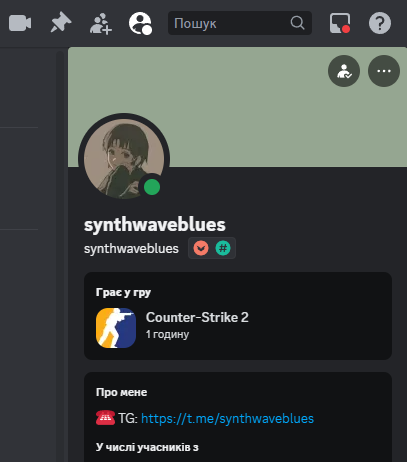 Пошук
synthwaveblues
synthwaveblues
Грає у гру
Counter-Strike 2
1 годину
Про мене
☎️ TG: https://t.me/synthwaveblues
У числі учасників з